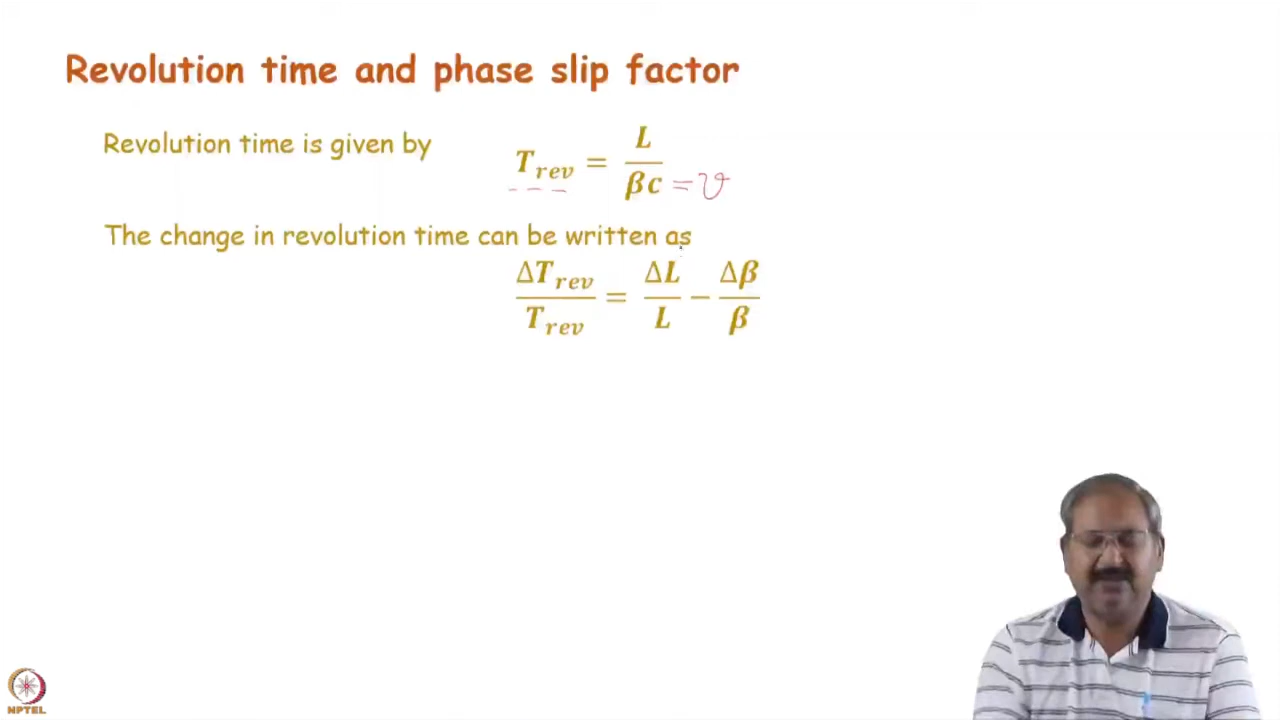 Revolution time and phase slip factor
Revolution time is given by
T_rev = L / βc = v
The change in revolution time can be written as
ΔT_rev / T_rev = ΔL / L − Δβ / β
NPTEL